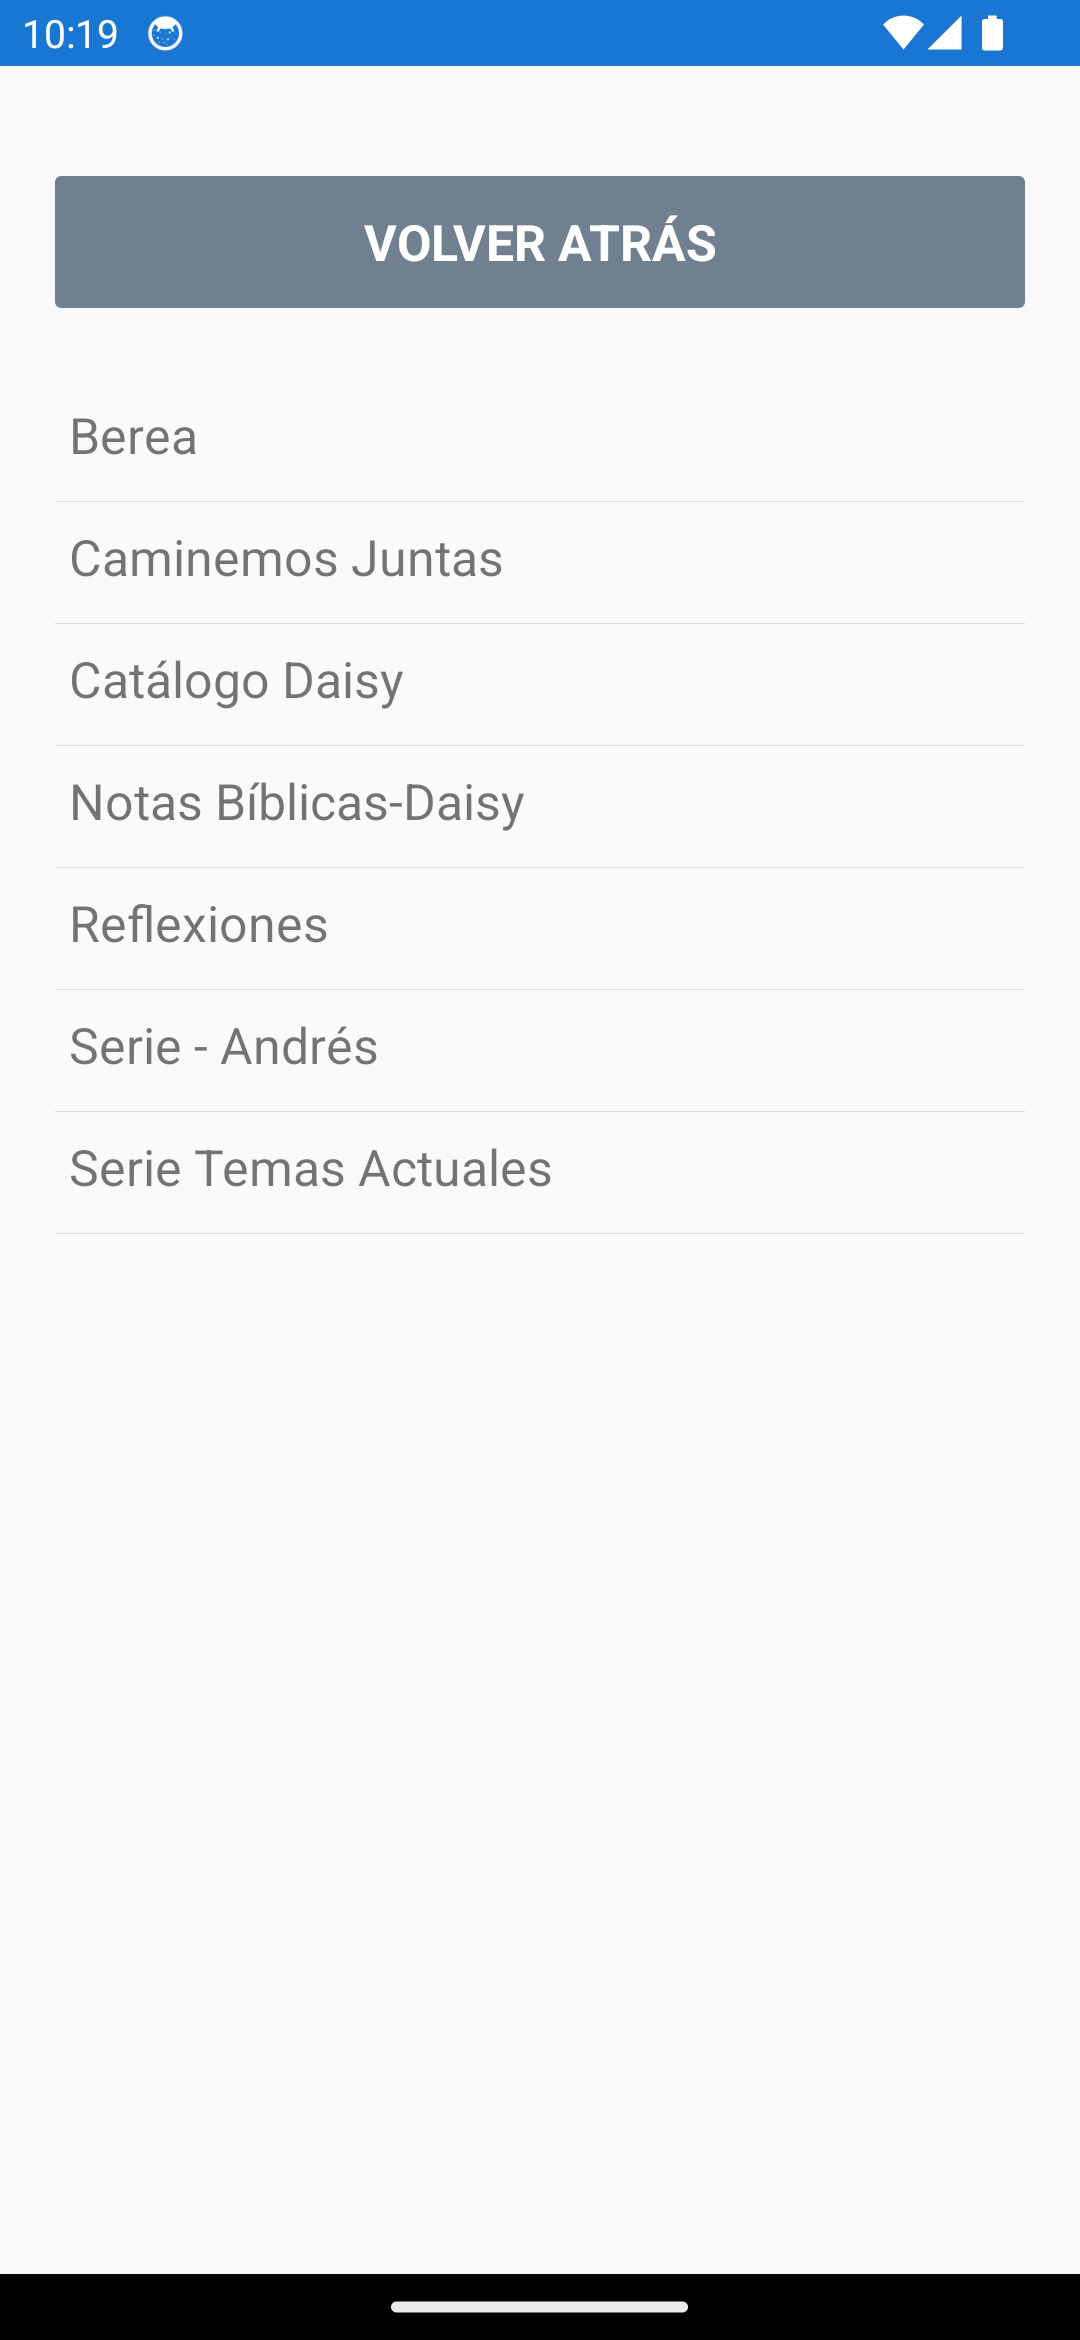 10:19
VOLVER ATRÁS
Berea
Caminemos Juntas
Catálogo Daisy
Notas Bíblicas-Daisy
Reflexiones
Serie - Andrés
Serie Temas Actuales